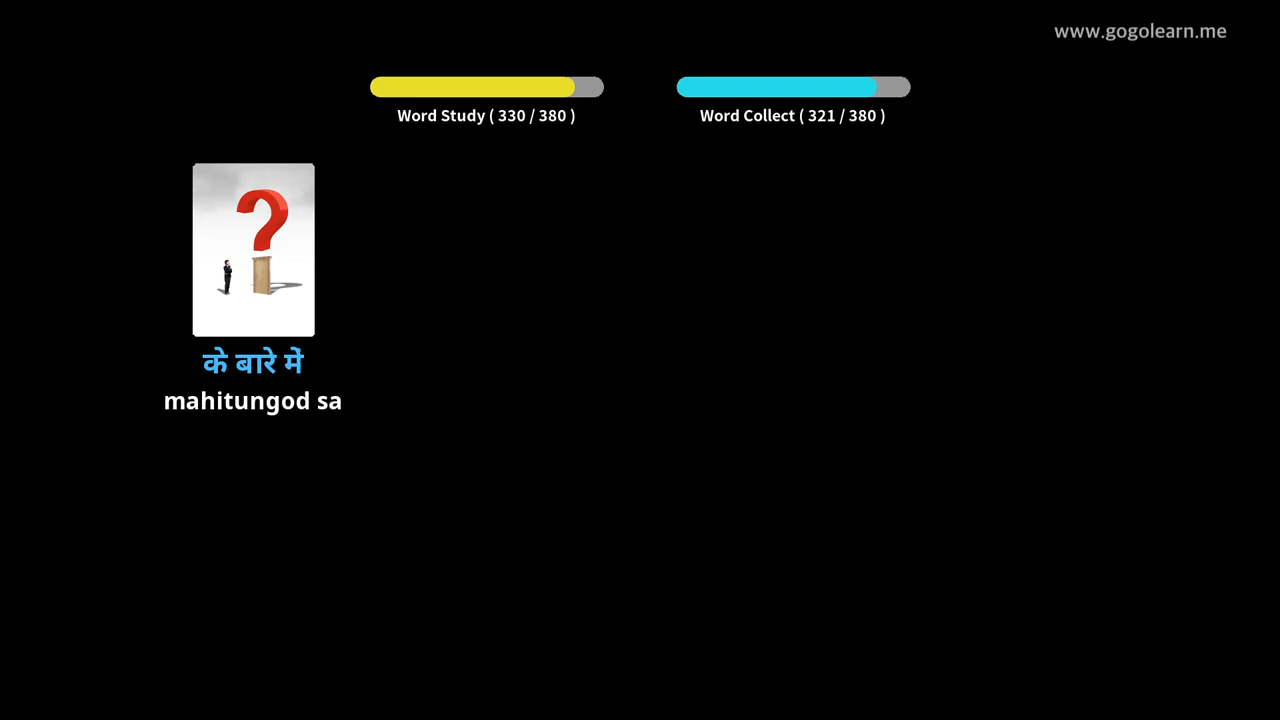 www.gogolearn.me
Word Study ( 330 / 380 )
Word Collect ( 321 / 380 )
के बारे में
mahitungod sa